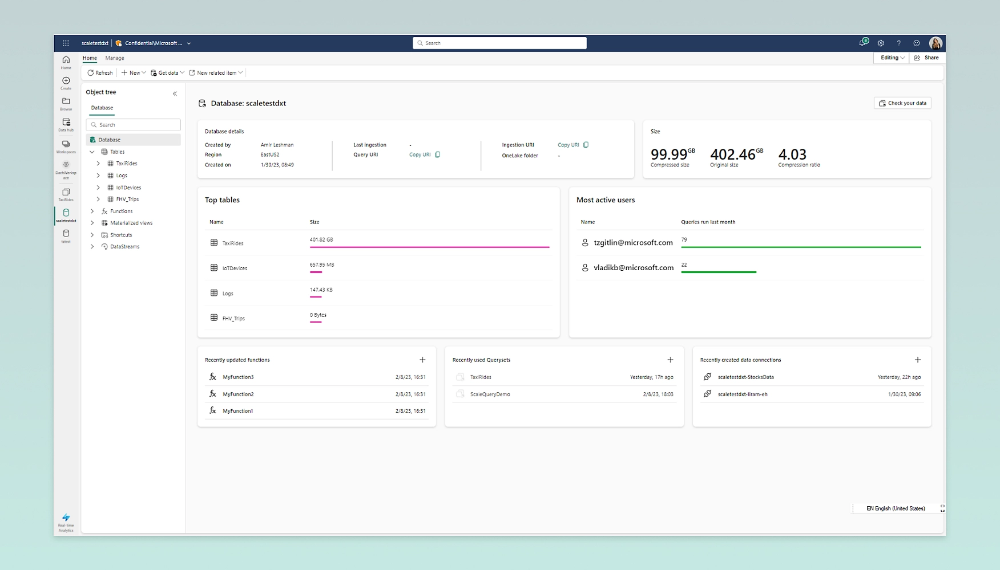 scaletestdxt
Confidential\Microsoft ...
Search
8
Home
Manage
Editing
Share
Refresh
New
Get data
New related item
Home
Create
Browse
Data hub
Workspaces
DachWorksp
ace
TaxiRides
scaletestdxt
tztest
Real-time
Analytics
Object tree
Database
Search
Database
Tables
TaxiRides
Logs
IoTDevices
FHV_Trips
Functions
Materialized views
Shortcuts
DataStreams
Database: scaletestdxt
Check your data
Database details
Created by Amir Leshman
Region EastUS2
Created on 1/30/23, 08:49
Last ingestion -
Query URI Copy URI
Ingestion URI Copy URI
OneLake folder -
Size
99.99GB 402.46GB 4.03
Compressed size Original size Compression ratio
Top tables
Name Size
TaxiRides 401.82 GB
IoTDevices 657.95 MB
Logs 147.43 KB
FHV_Trips 0 Bytes
Most active users
Name Queries run last month
tzgitlin@microsoft.com 79
vladikb@microsoft.com 22
Recently updated functions
MyFunction3 2/8/23, 16:31
MyFunction2 2/8/23, 16:31
MyFunction1 2/8/23, 16:31
Recently used Querysets
TaxiRides Yesterday, 17h ago
ScaleQueryDemo 2/8/23, 18:03
Recently created data connections
scaletestdxt-StocksData Yesterday, 22h ago
scaletestdxt-liram-eh 1/30/23, 09:06
EN English (United States)